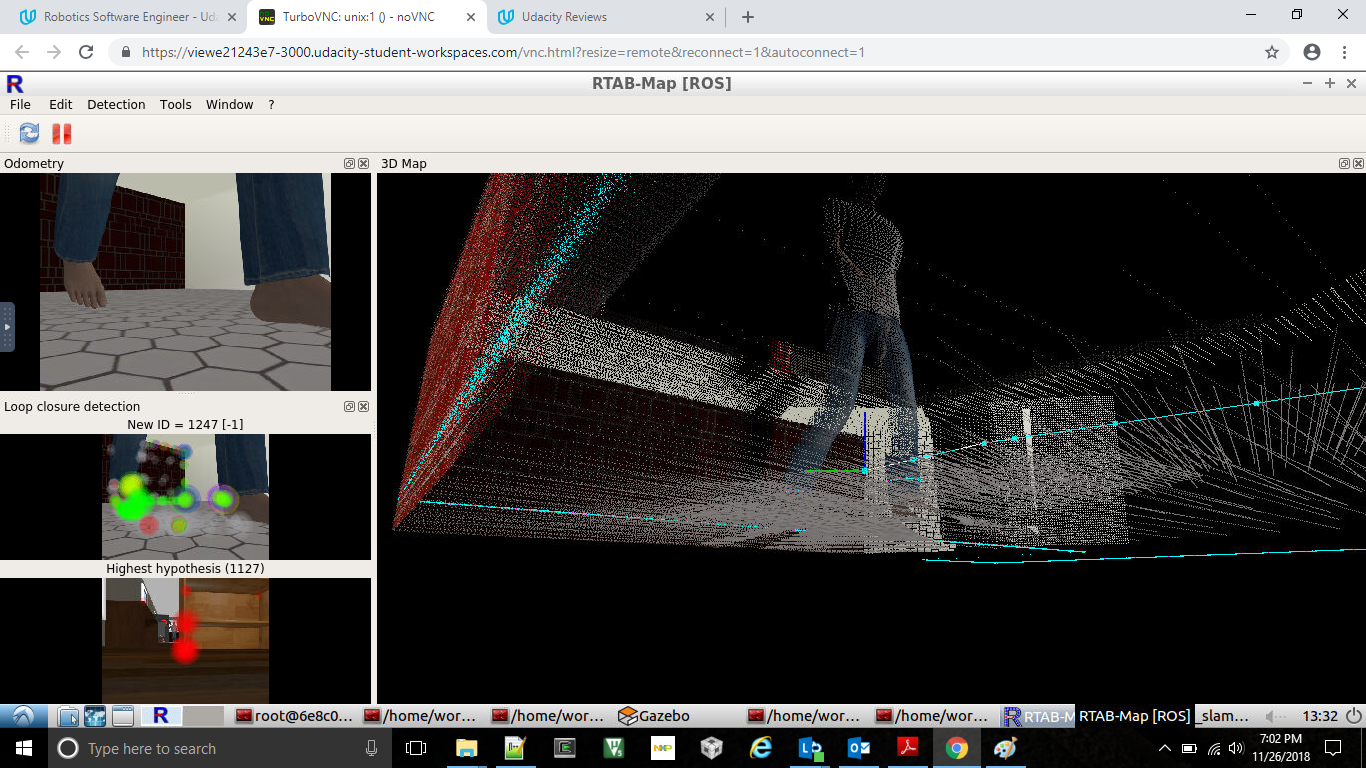 Robotics Software Engineer - Uda
TurboVNC: unix:1 () - noVNC
Udacity Reviews
https://viewe21243e7-3000.udacity-student-workspaces.com/vnc.html?resize=remote&reconnect=1&autoconnect=1
RTAB-Map [ROS]
File Edit Detection Tools Window ?
Odometry
3D Map
Loop closure detection
New ID = 1247 [-1]
Highest hypothesis (1127)
root@6e8c0... /home/wor... /home/wor... Gazebo /home/wor... /home/wor... RTAB-M RTAB-Map [ROS] _slam... 13:32
Type here to search
7:02 PM
11/26/2018